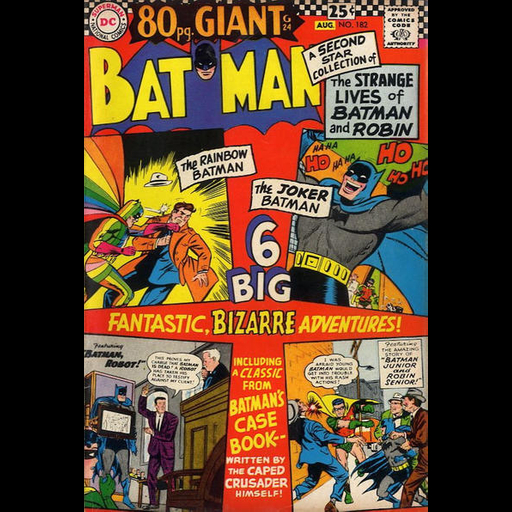 SUPERMAN
DC
NATIONAL COMICS
80 pg. GIANT G
24
25¢
AUG. NO. 182
APPROVED
BY THE
COMICS
CODE
AUTHORITY
BATMAN
A SECOND
STAR
COLLECTION of
The STRANGE
LIVES of
BATMAN
and ROBIN
The RAINBOW
BATMAN
The JOKER
BATMAN
HA-HA
HO HA HA
HO
HO HO
6
BIG
FANTASTIC, BIZARRE ADVENTURES!
Featuring
"BATMAN,
ROBOT!"
THIS PROVES MY
CHARGE THAT BATMAN
IS DEAD! A ROBOT
HAS TAKEN HIS
PLACE TO TESTIFY
AGAINST MY CLIENT!
INCLUDING
A CLASSIC
FROM
BATMAN'S
CASE
BOOK--
WRITTEN BY
THE CAPED
CRUSADER
HIMSELF!
I WAS
AFRAID YOUNG
BATMAN WOULD
GET INTO TROUBLE
WITH HIS RASH
ACTIONS!
Featuring
THE AMAZING
STORY OF
"BATMAN
JUNIOR
and
ROBIN
SENIOR!"